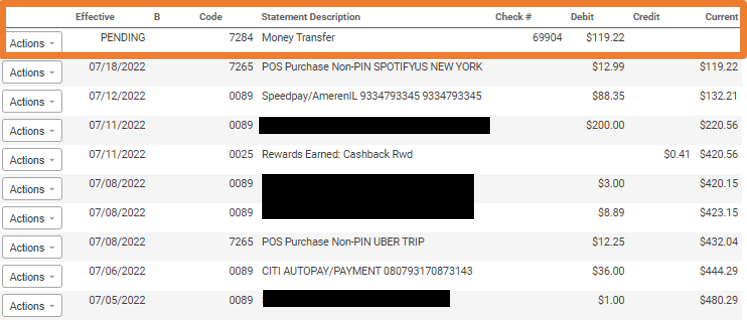 Effective B Code Statement Description Check # Debit Credit Current
Actions PENDING 7284 Money Transfer 69904 $119.22
Actions 07/18/2022 7265 POS Purchase Non-PIN SPOTIFYUS NEW YORK $12.99 $119.22
Actions 07/12/2022 0089 Speedpay/AmerenIL 9334793345 9334793345 $88.35 $132.21
Actions 07/11/2022 0089 $200.00 $220.56
Actions 07/11/2022 0025 Rewards Earned: Cashback Rwd $0.41 $420.56
Actions 07/08/2022 0089 $3.00 $420.15
Actions 07/08/2022 0089 $8.89 $423.15
Actions 07/08/2022 7265 POS Purchase Non-PIN UBER TRIP $12.25 $432.04
Actions 07/06/2022 0089 CITI AUTOPAY/PAYMENT 080793170873143 $36.00 $444.29
Actions 07/05/2022 0089 $1.00 $480.29